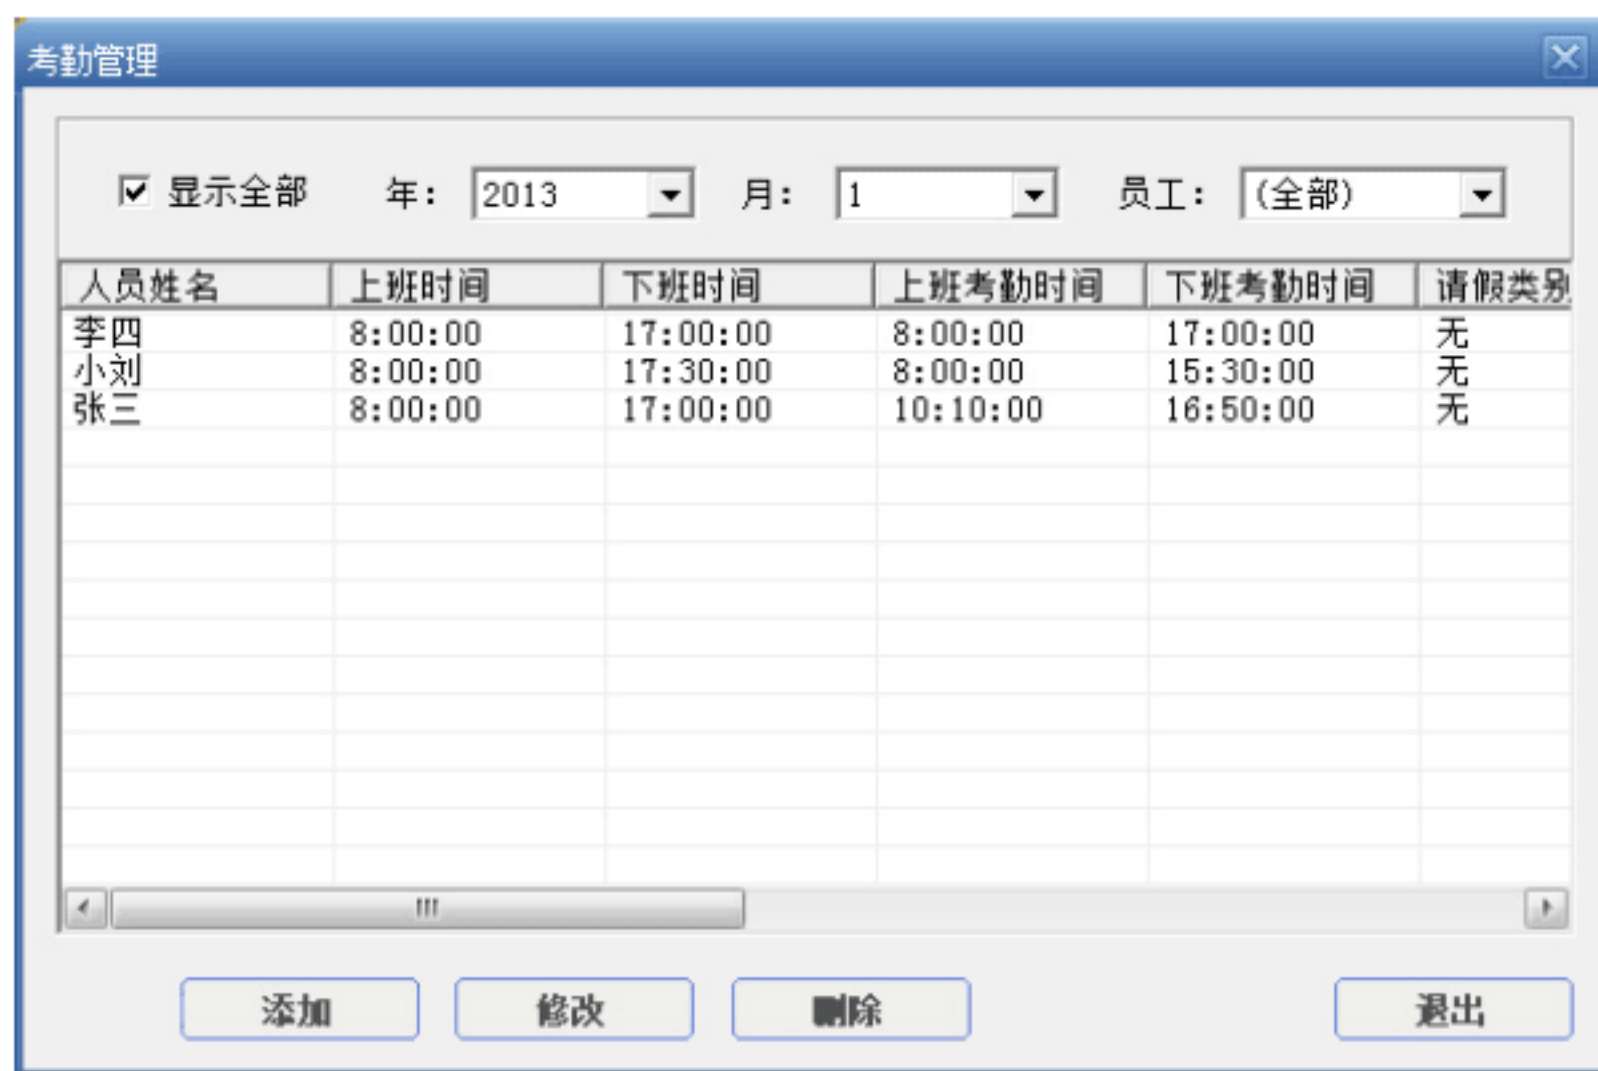 考勤管理
显示全部 年： 2013 月： 1 员工： (全部)
人员姓名 上班时间 下班时间 上班考勤时间 下班考勤时间 请假类别
李四 8:00:00 17:00:00 8:00:00 17:00:00 无
小刘 8:00:00 17:30:00 8:00:00 15:30:00 无
张三 8:00:00 17:00:00 10:10:00 16:50:00 无
添加 修改 删除 退出